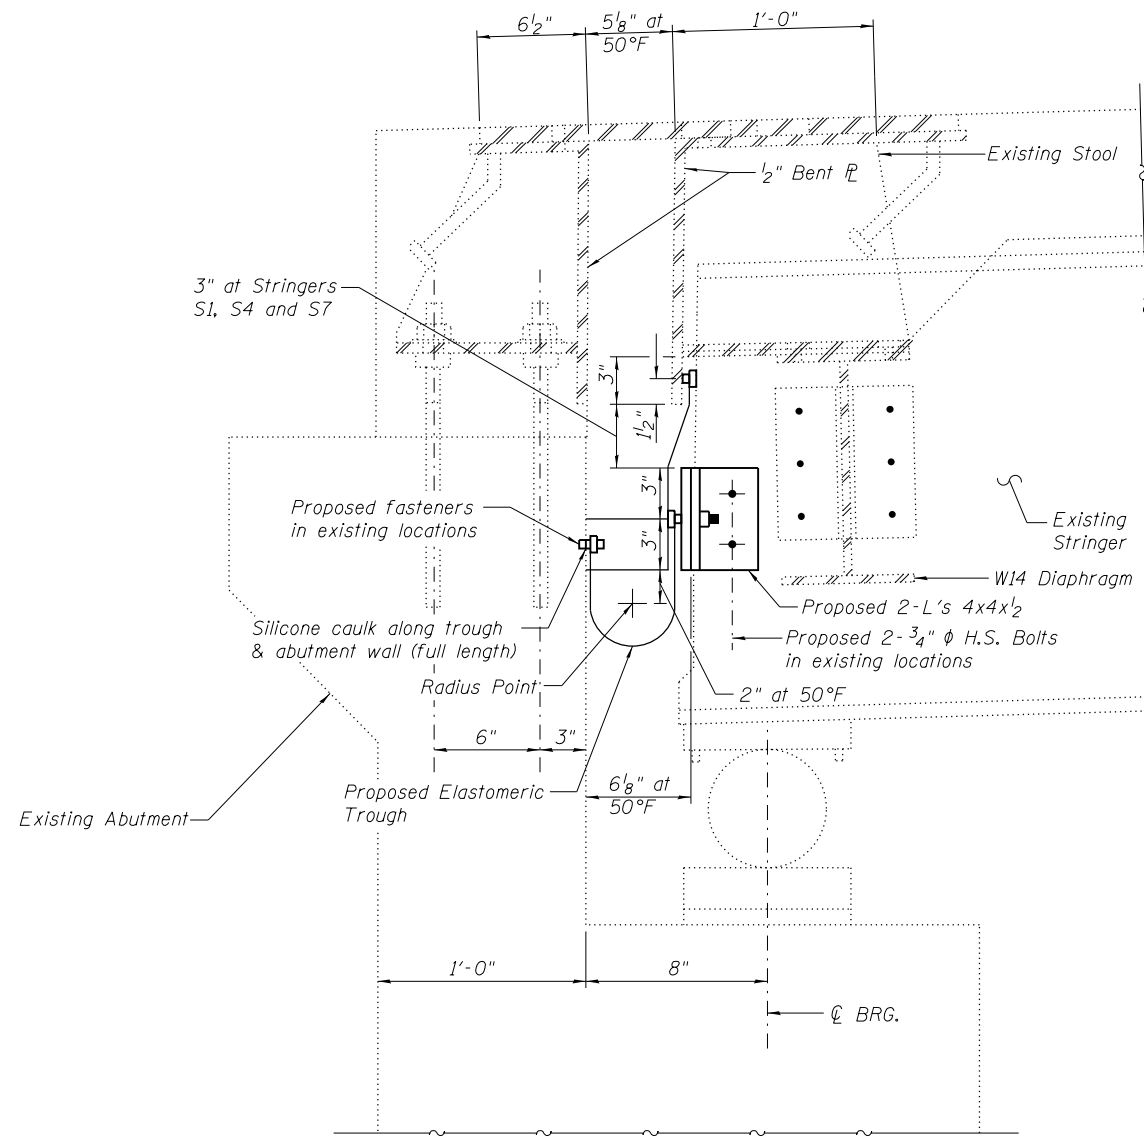 6½"
5⅛" at
50°F
1'-0"
Existing Stool
½" Bent ℄
3" at Stringers
S1, S4 and S7
3"
1½"
3"
3"
Proposed fasteners
in existing locations
Existing
Stringer
W14 Diaphragm
Proposed 2-L's 4x4x½
Silicone caulk along trough
& abutment wall (full length)
Proposed 2-¾" ϕ H.S. Bolts
in existing locations
Radius Point
2" at 50°F
6"
3"
6⅛" at
50°F
Proposed Elastomeric
Trough
Existing Abutment
1'-0"
8"
℄ BRG.